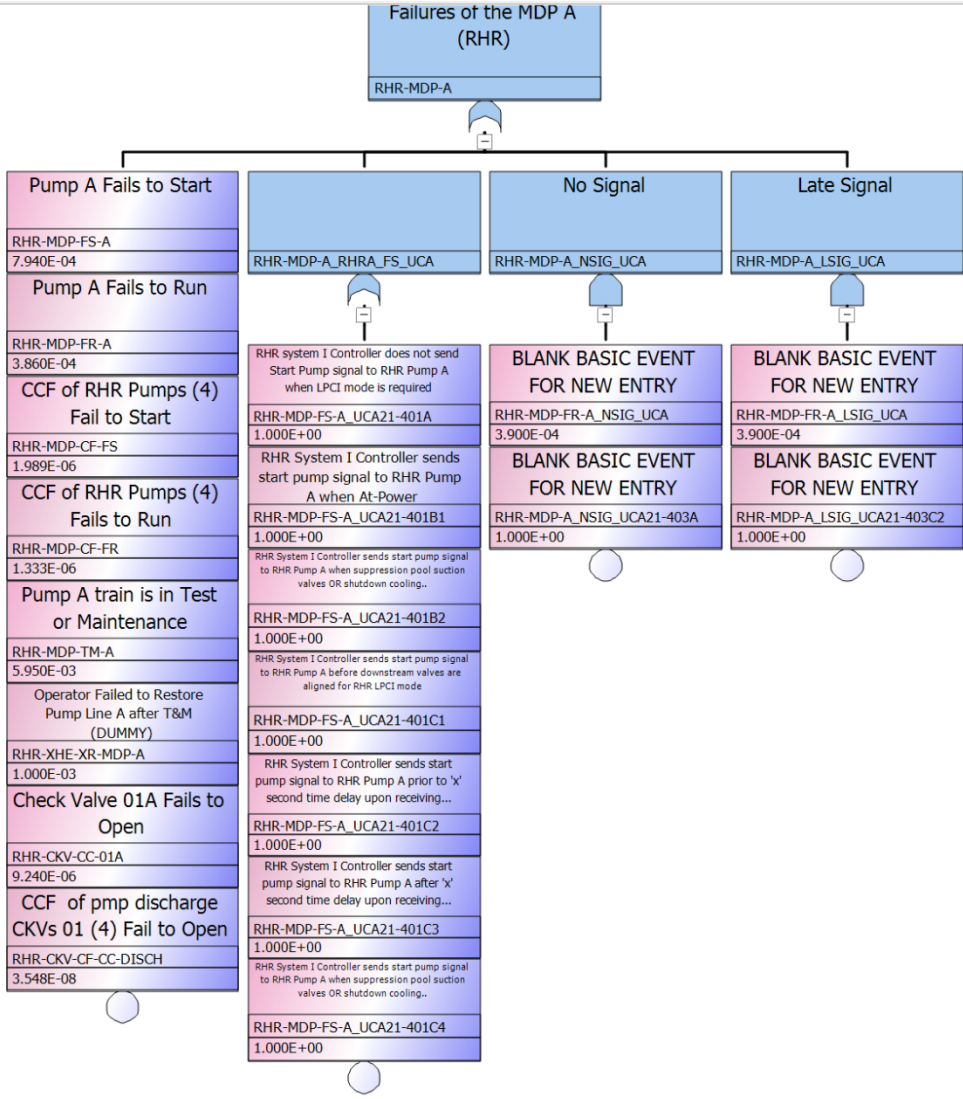 Failures of the MDP A
(RHR)
RHR-MDP-A
Pump A Fails to Start
RHR-MDP-FS-A
7.940E-04
Pump A Fails to Run
RHR-MDP-FR-A
3.860E-04
CCF of RHR Pumps (4)
Fail to Start
RHR-MDP-CF-FS
1.989E-06
CCF of RHR Pumps (4)
Fails to Run
RHR-MDP-CF-FR
1.333E-06
Pump A train is in Test
or Maintenance
RHR-MDP-TM-A
5.950E-03
Operator Failed to Restore
Pump Line A after T&M
(DUMMY)
RHR-XHE-XR-MDP-A
1.000E-03
Check Valve 01A Fails to
Open
RHR-CKV-CC-01A
9.240E-06
CCF of pmp discharge
CKVs 01 (4) Fail to Open
RHR-CKV-CF-CC-DISCH
3.548E-08
RHR-MDP-A_RHRA_FS_UCA
RHR system I Controller does not send
Start Pump signal to RHR Pump A
when LPCI mode is required
RHR-MDP-FS-A_UCA21-401A
1.000E+00
RHR System I Controller sends
start pump signal to RHR Pump
A when At-Power
RHR-MDP-FS-A_UCA21-401B1
1.000E+00
RHR System I Controller sends start pump signal
to RHR Pump A when suppression pool suction
valves OR shutdown cooling..
RHR-MDP-FS-A_UCA21-401B2
1.000E+00
RHR System I Controller sends start pump signal
to RHR Pump A before downstream valves are
aligned for RHR LPCI mode
RHR-MDP-FS-A_UCA21-401C1
1.000E+00
RHR System I Controller sends start
pump signal to RHR Pump A prior to 'x'
second time delay upon receiving...
RHR-MDP-FS-A_UCA21-401C2
1.000E+00
RHR System I Controller sends start
pmp signal to RHR Pump A after 'x'
second time delay upon receiving...
RHR-MDP-FS-A_UCA21-401C3
1.000E+00
RHR System I Controller sends start pump signal
to RHR Pump A when suppression pool suction
valves OR shutdown cooling..
RHR-MDP-FS-A_UCA21-401C4
1.000E+00
No Signal
RHR-MDP-A_NSIG_UCA
BLANK BASIC EVENT
FOR NEW ENTRY
RHR-MDP-FR-A_NSIG_UCA
3.900E-04
BLANK BASIC EVENT
FOR NEW ENTRY
RHR-MDP-A_NSIG_UCA21-403A
1.000E+00
Late Signal
RHR-MDP-A_LSIG_UCA
BLANK BASIC EVENT
FOR NEW ENTRY
RHR-MDP-FR-A_LSIG_UCA
3.900E-04
BLANK BASIC EVENT
FOR NEW ENTRY
RHR-MDP-A_LSIG_UCA21-403C2
1.000E+00